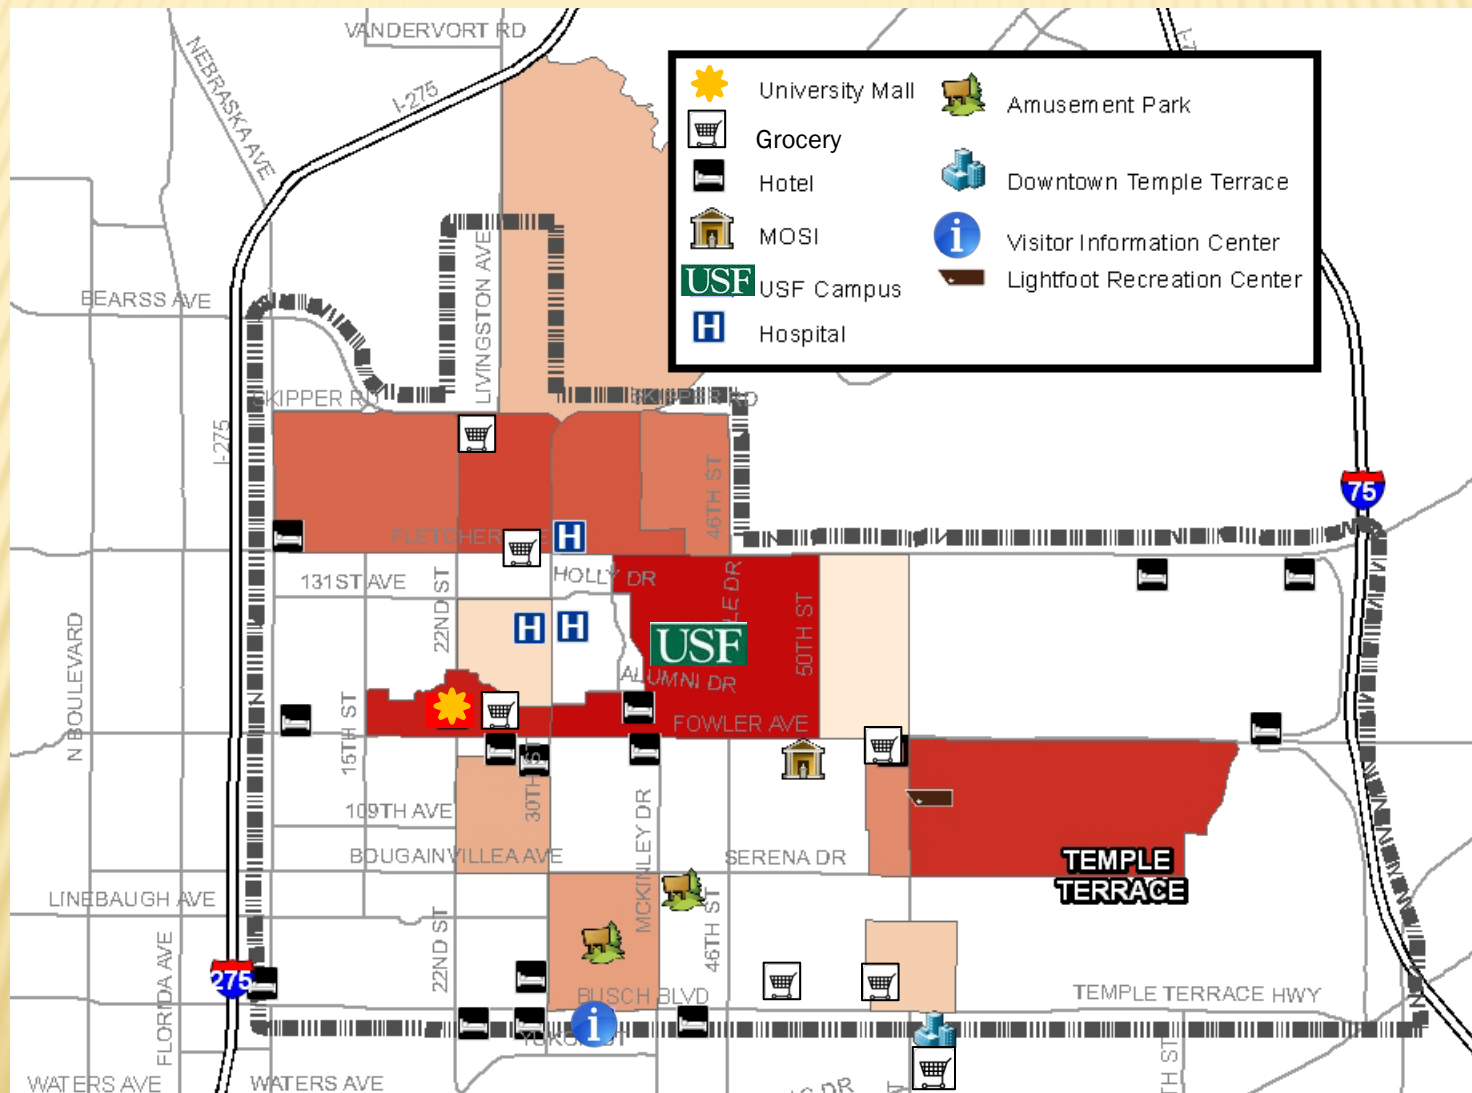 VANDERVORT RD
I-275
NEBRASKA AVE
University Mall
Grocery
Hotel
MOSI
USF
USF Campus
H
Hospital
Amusement Park
Downtown Temple Terrace
i
Visitor Information Center
Lightfoot Recreation Center
BEARSS AVE
LIVINGSTON AVE
SKIPPER RD
SKIPPER RD
I-275
46TH ST
75
FLETCHER
H
131ST AVE
HOLLY DR
22ND ST
H
H
USF
50TH ST
ALUMNI DR
N BOULEVARD
15TH ST
FOWLER AVE
109TH AVE
30TH S
MCKINLEY DR
BOUGAINVILLEA AVE
SERENA DR
TEMPLE
TERRACE
LINEBAUGH AVE
22ND ST
46TH ST
FLORIDA AVE
275
BUSCH BLVD
TEMPLE TERRACE HWY
i
WATERS AVE
WATERS AVE
TH ST